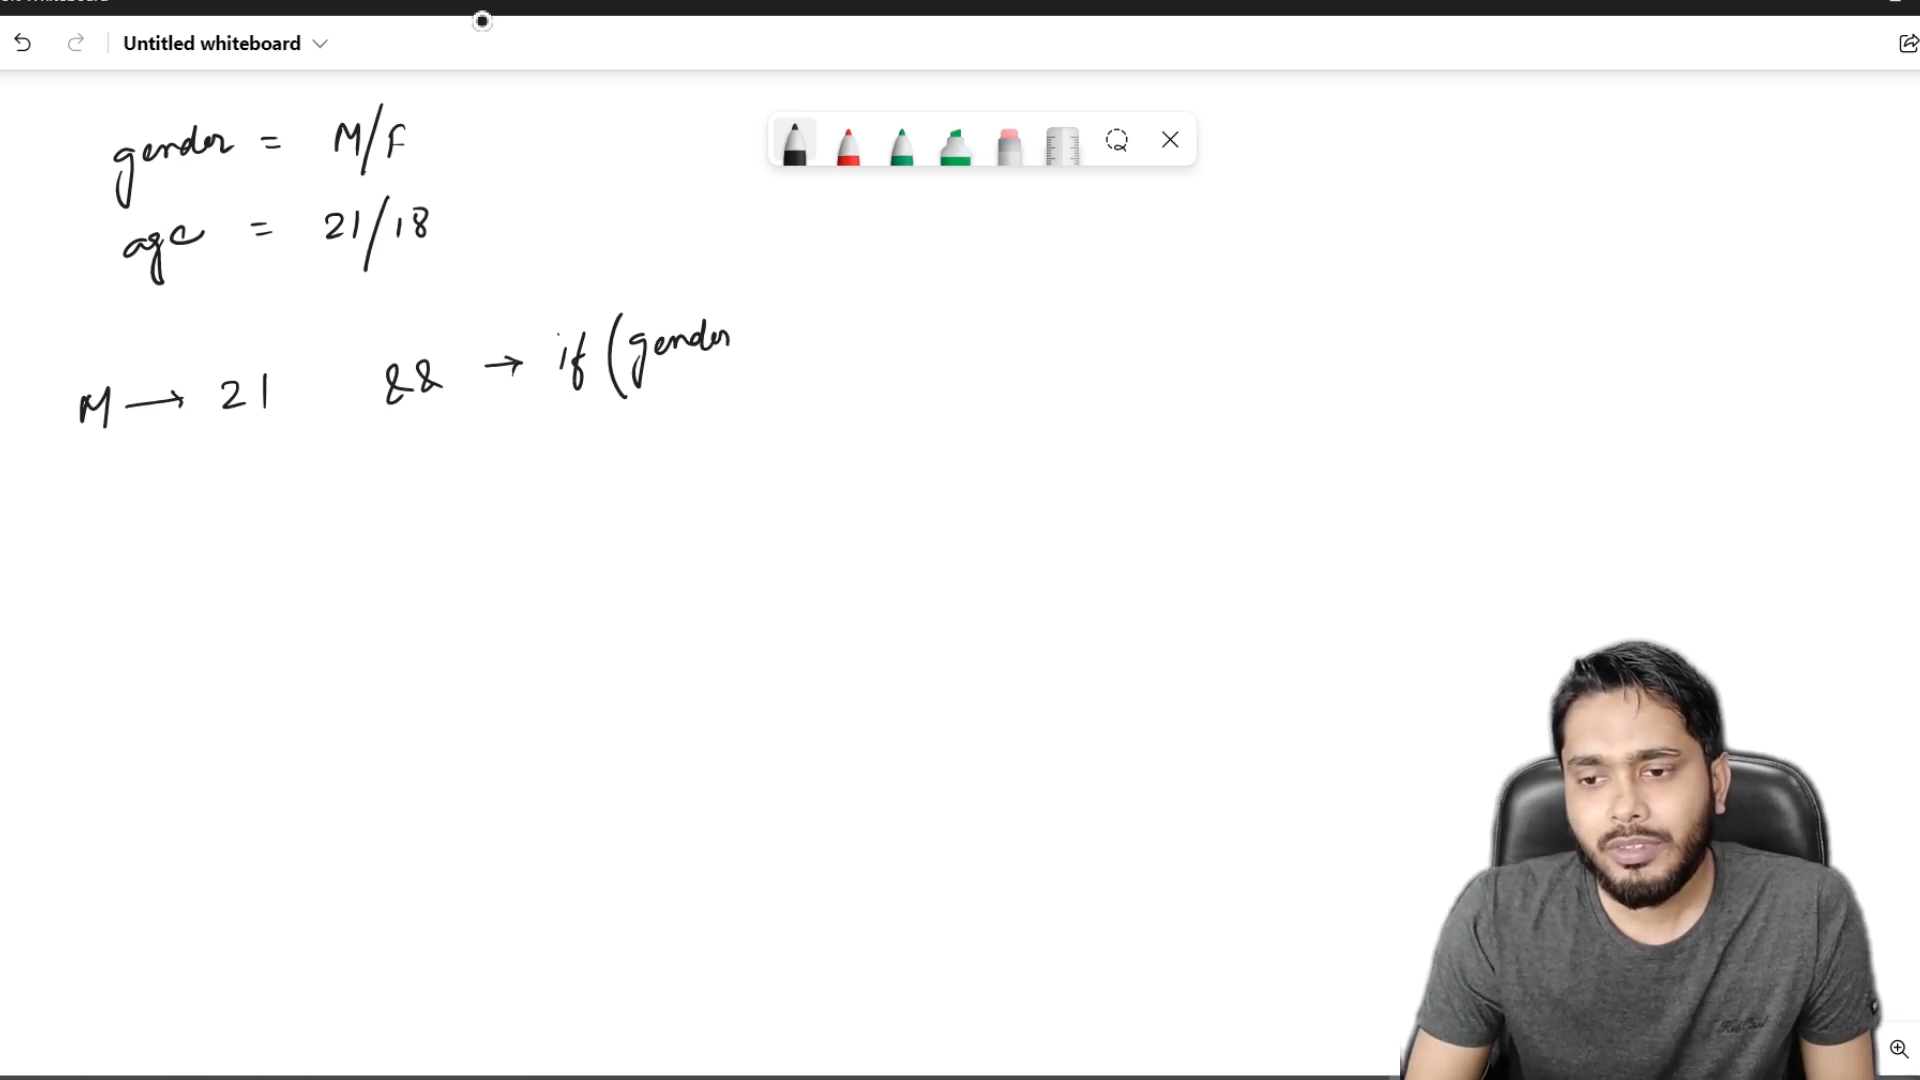 Untitled whiteboard
gender = M/F
age = 21/18
M → 21 && → if (gender